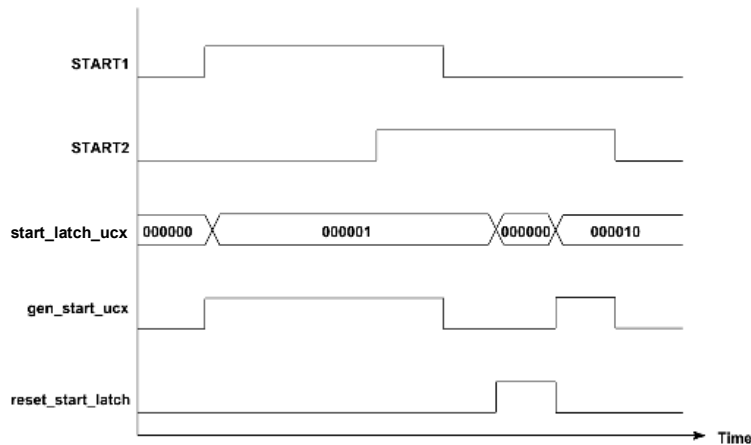 START1
START2
start_latch_ucx 000000 000001 000000 000010
gen_start_ucx
reset_start_latch
Time